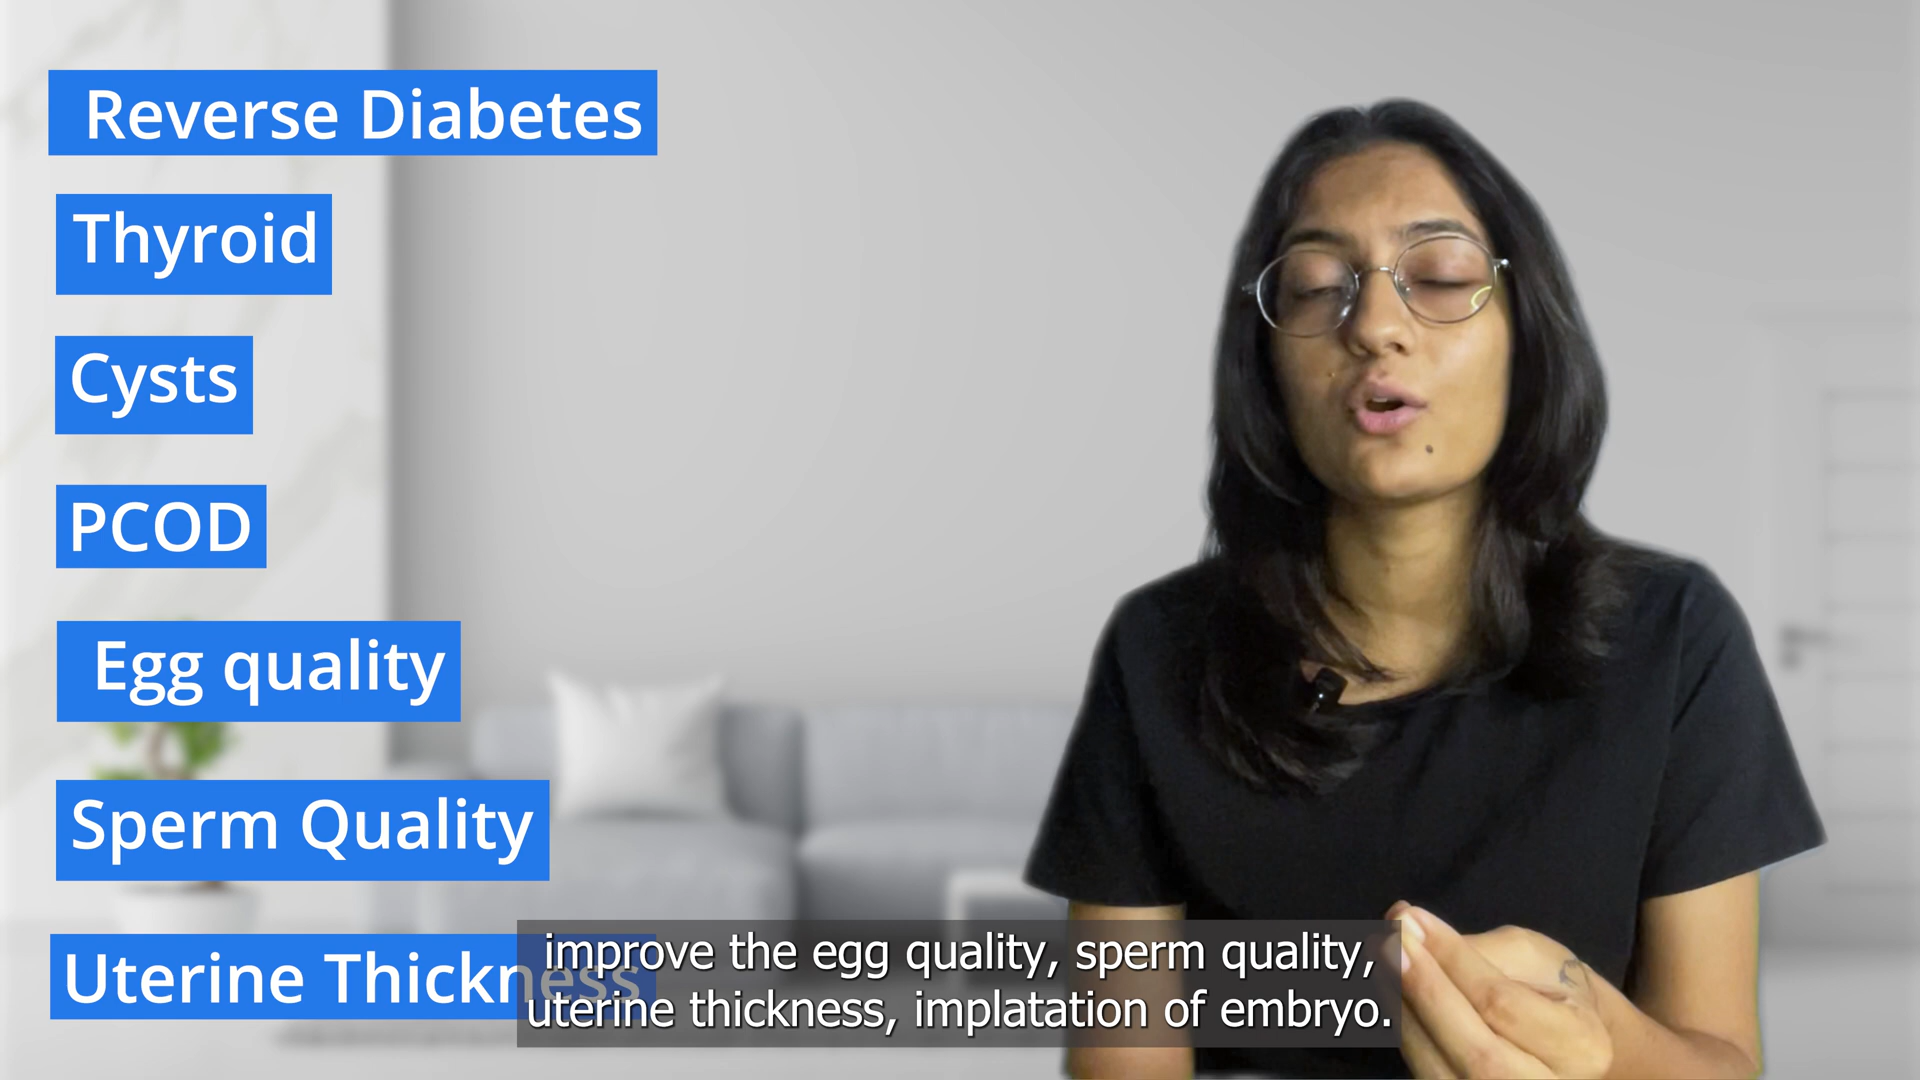 Reverse Diabetes
Thyroid
Cysts
PCOD
Egg quality
Sperm Quality
Uterine Thickness
improve the egg quality, sperm quality,
uterine thickness, implatation of embryo.